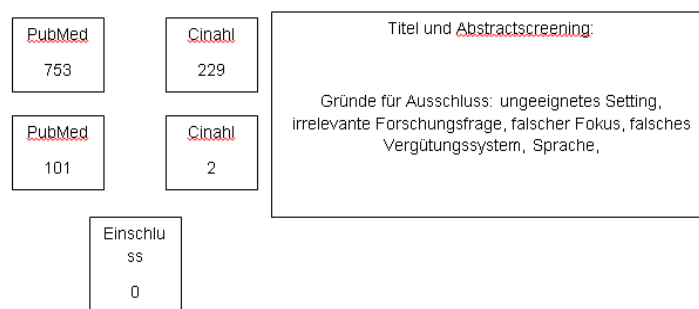 PubMed
753
Cinahl
229
Titel und Abstractscreening:
Gründe für Ausschluss: ungeeignetes Setting,
irrelevante Forschungsfrage, falscher Fokus, falsches
Vergütungssystem, Sprache,
PubMed
101
Cinahl
2
Einschlu
ss
0